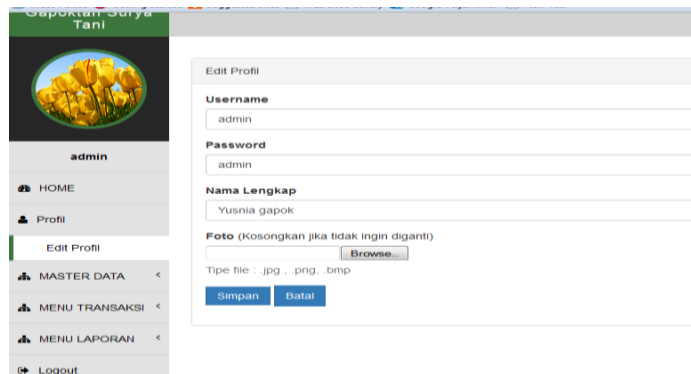 Gapoktan Surya
Tani
admin
HOME
Profil
Edit Profil
MASTER DATA <
MENU TRANSAKSI <
MENU LAPORAN <
Logout
Edit Profil
Username
admin
Password
admin
Nama Lengkap
Yusnia gapok
Foto (Kosongkan jika tidak ingin diganti)
Browse...
Tipe file : .jpg , .png, .bmp
Simpan Batal